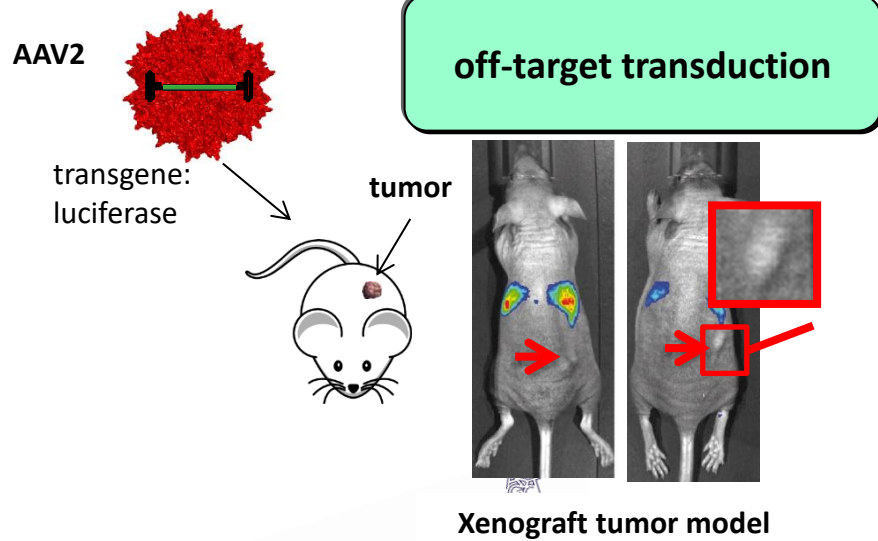 AAV2
off-target transduction
transgene:
luciferase
tumor
Xenograft tumor model